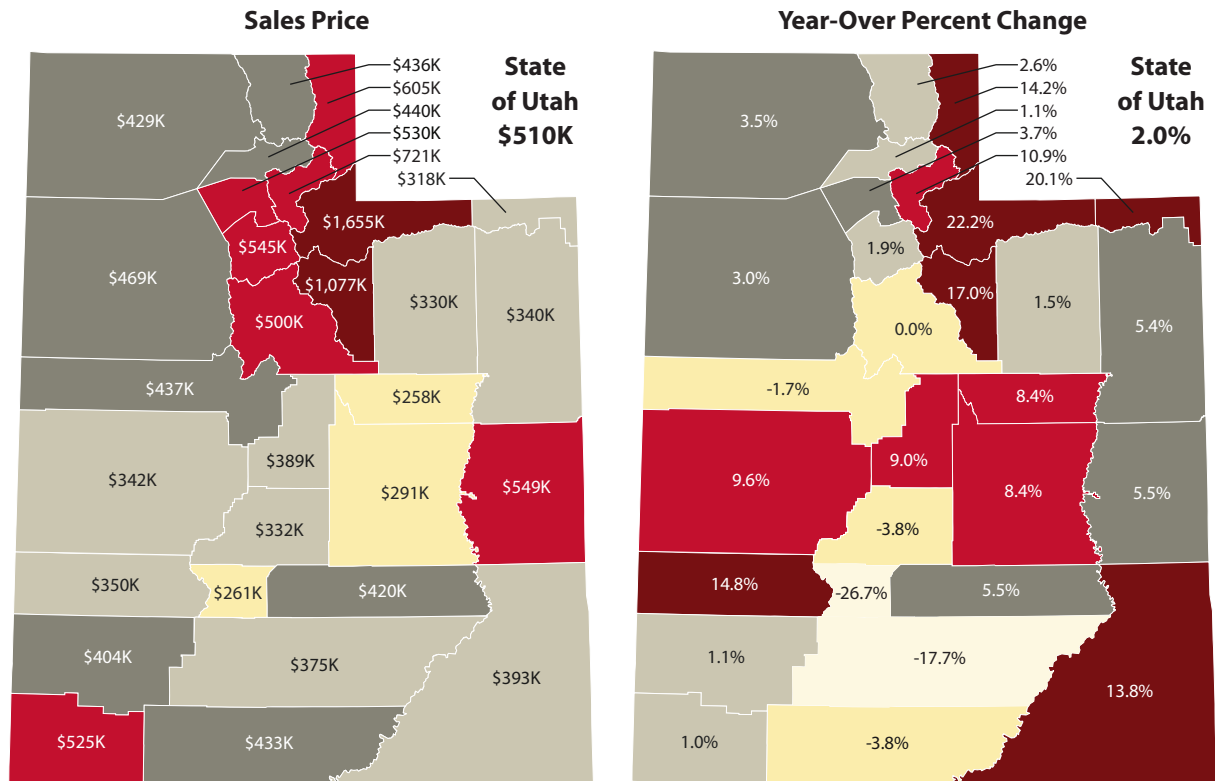 Sales Price
State
of Utah
$510K
$436K
$605K
$440K
$530K
$721K
$318K
$429K
$1,655K
$545K
$469K
$1,077K
$330K
$340K
$500K
$437K
$258K
$389K
$342K
$291K
$549K
$332K
$350K
$261K
$420K
$404K
$375K
$393K
$525K
$433K
Year-Over Percent Change
State
of Utah
2.0%
2.6%
14.2%
1.1%
3.7%
10.9%
20.1%
3.5%
22.2%
1.9%
3.0%
17.0%
1.5%
5.4%
0.0%
-1.7%
8.4%
9.0%
9.6%
8.4%
5.5%
-3.8%
14.8%
-26.7%
5.5%
1.1%
-17.7%
13.8%
1.0%
-3.8%